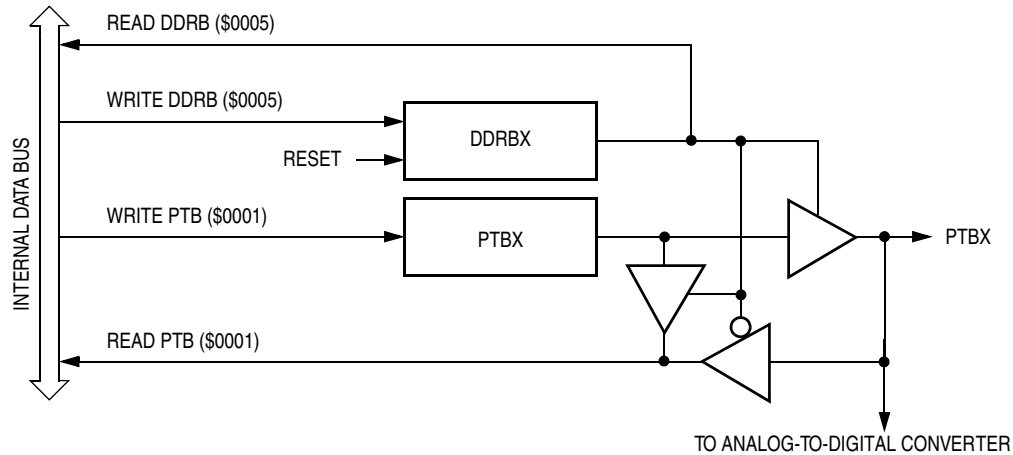 READ DDRB ($0005)
WRITE DDRB ($0005)
DDRBX
RESET
INTERNAL DATA BUS
WRITE PTB ($0001)
PTBX
PTBX
READ PTB ($0001)
TO ANALOG-TO-DIGITAL CONVERTER